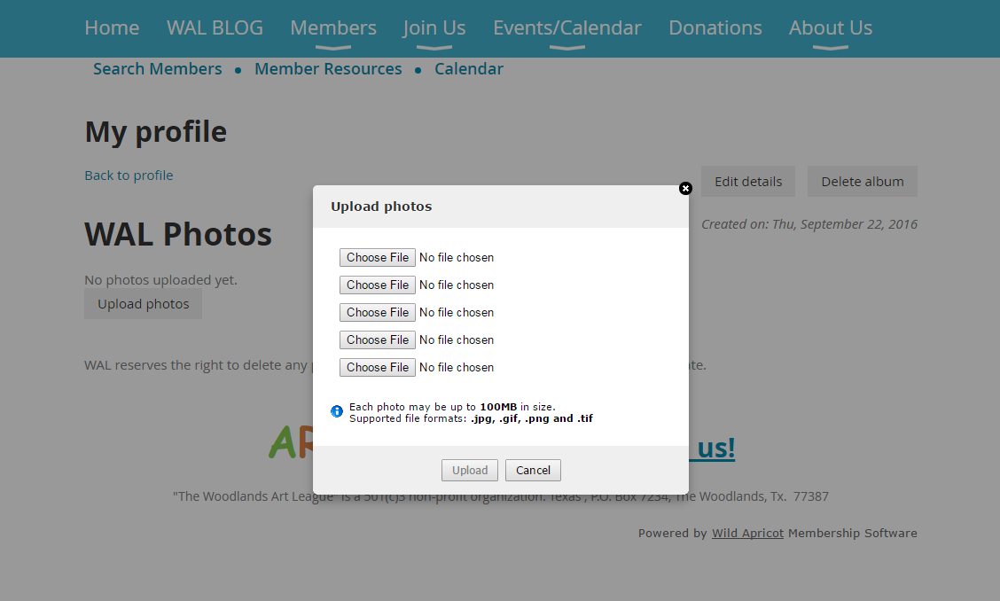 Home WAL BLOG Members Join Us Events/Calendar Donations About Us
Search Members • Member Resources • Calendar
My profile
Back to profile
Edit details Delete album
Upload photos
Created on: Thu, September 22, 2016
WAL Photos
Choose File No file chosen
No photos uploaded yet.
Choose File No file chosen
Upload photos
Choose File No file chosen
Choose File No file chosen
WAL reserves the right to delete any
Choose File No file chosen
Each photo may be up to 100MB in size.
Supported file formats: .jpg, .gif, .png and .tif
us!
Upload Cancel
"The Woodlands Art League" is a 501(c)3 non-profit organization. Texas , P.O. Box 7234, The Woodlands, Tx. 77387
Powered by Wild Apricot Membership Software